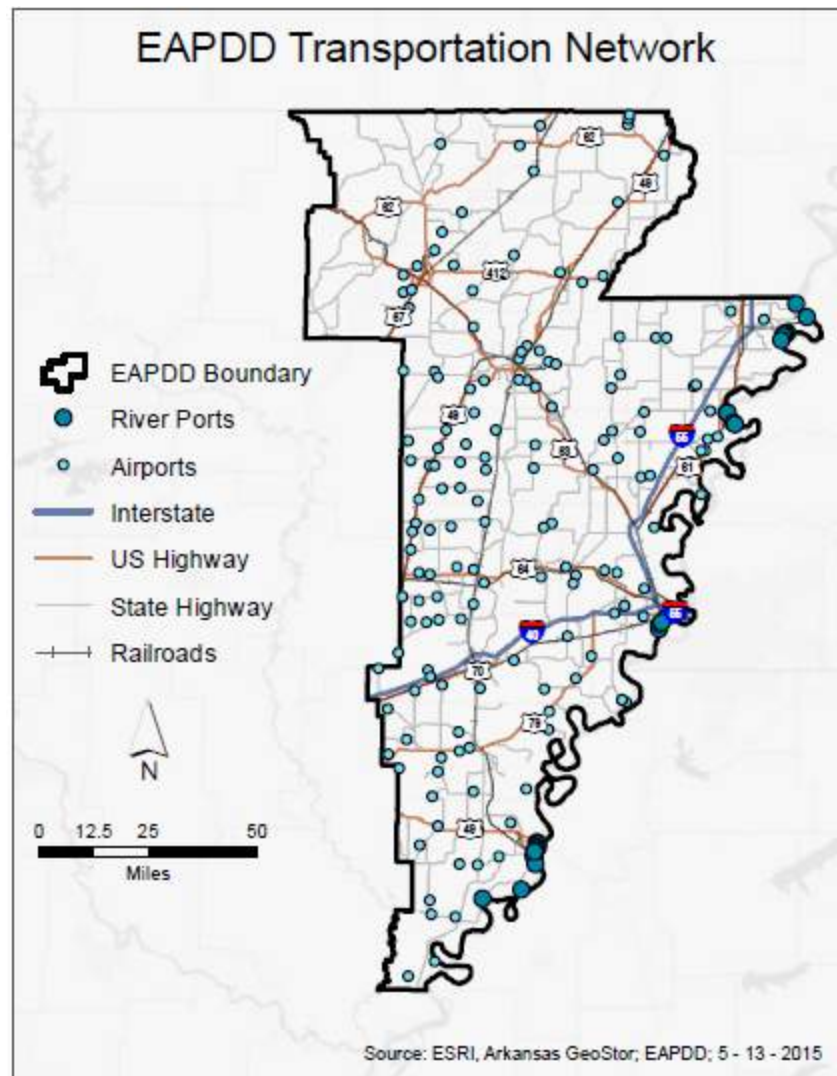 EAPDD Transportation Network
62
49
62
412
67
EAPDD Boundary
River Ports
49
55
63
Airports
61
Interstate
US Highway
64
State Highway
55
40
Railroads
70
N
79
0 12.5 25 50
49
Miles
Source: ESRI, Arkansas GeoStor; EAPDD; 5 - 13 - 2015